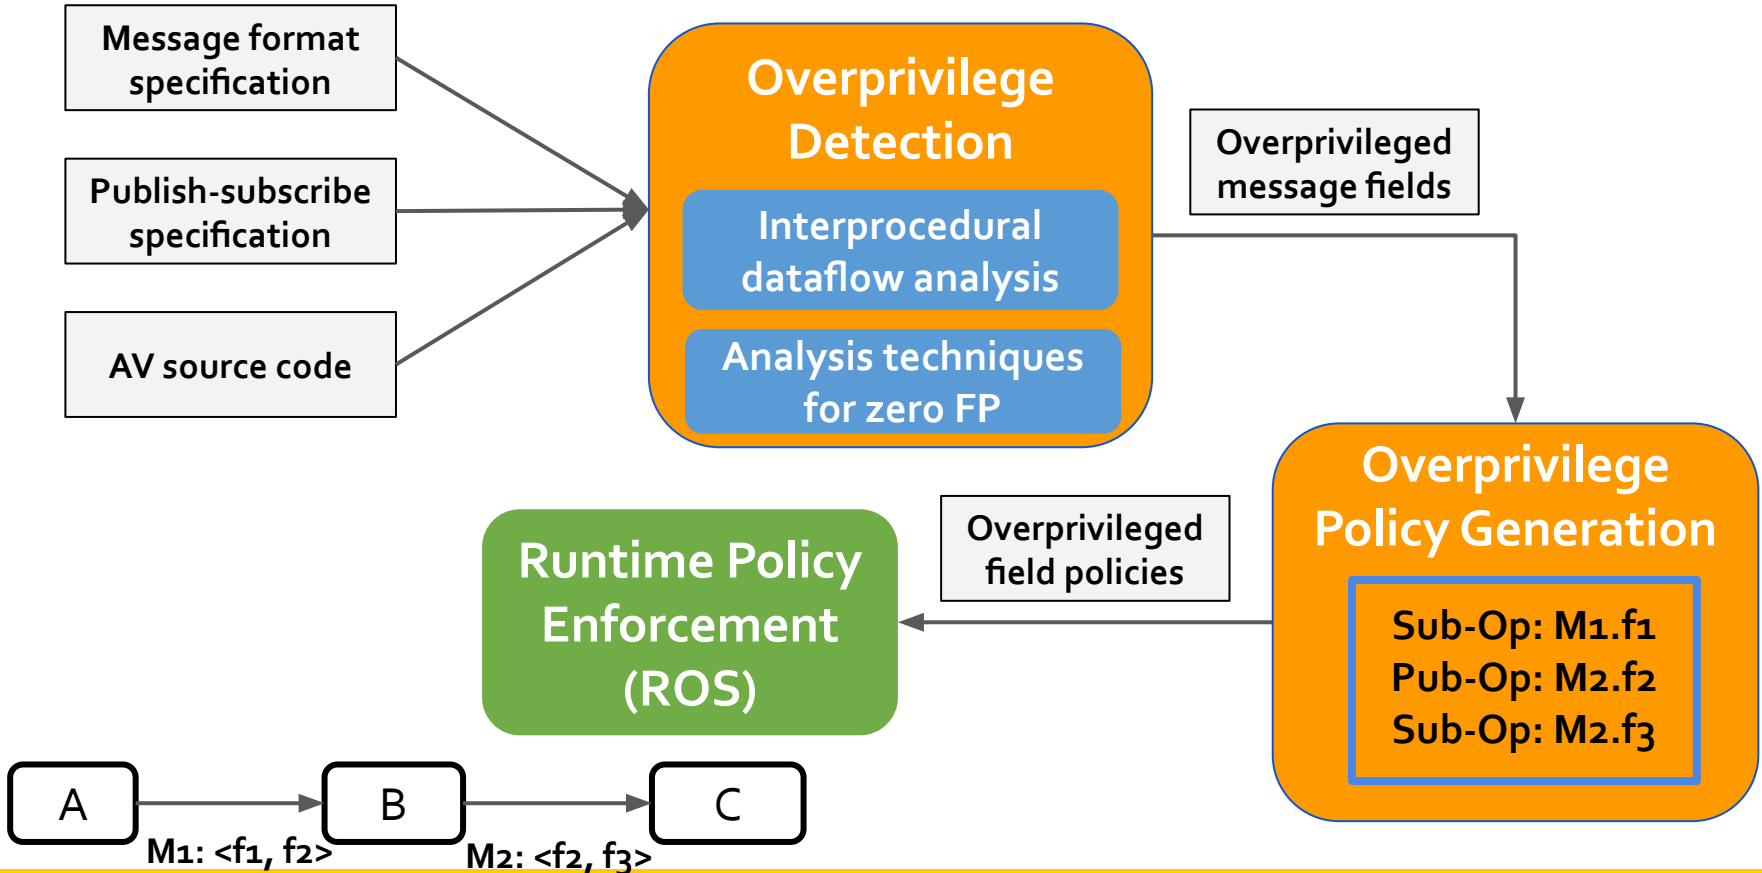 Message format
specification
Publish-subscribe
specification
AV source code
Overprivilege
Detection
Interprocedural
dataflow analysis
Analysis techniques
for zero FP
Overprivileged
message fields
Overprivilege
Policy Generation
Sub-Op: M1.f1
Pub-Op: M2.f2
Sub-Op: M2.f3
Overprivileged
field policies
Runtime Policy
Enforcement
(ROS)
A
M1: <f1, f2>
B
M2: <f2, f3>
C